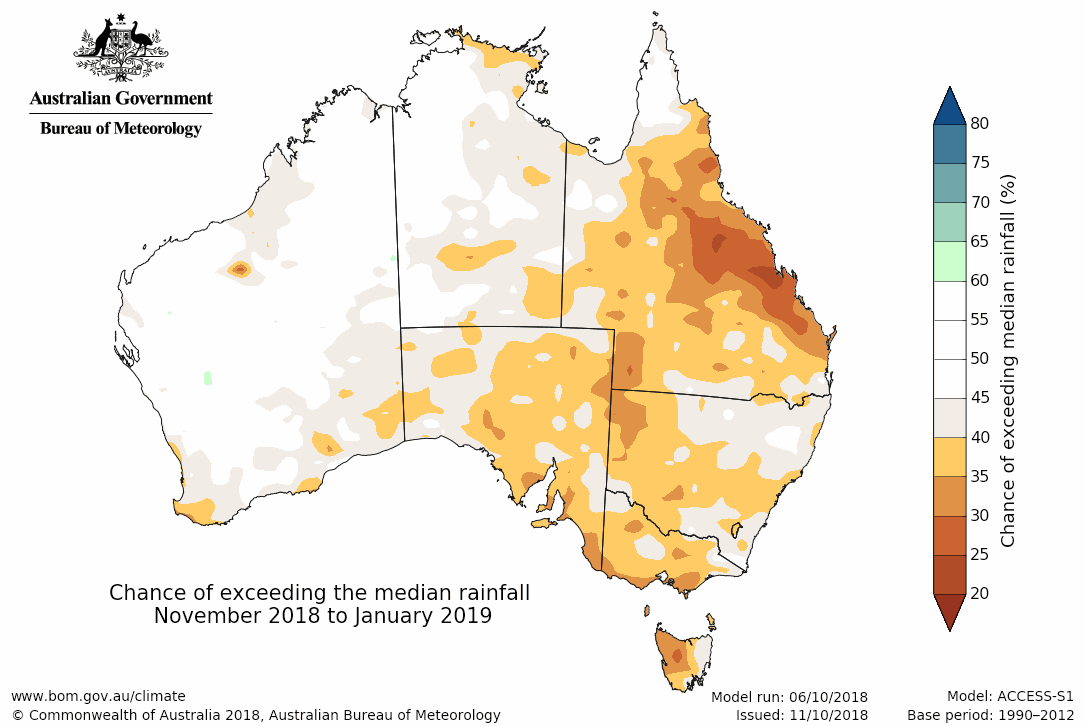 Australian Government
Bureau of Meteorology
80
75
70
65
60
55
50
45
40
35
30
25
20
Chance of exceeding median rainfall (%)
Chance of exceeding the median rainfall
November 2018 to January 2019
www.bom.gov.au/climate
© Commonwealth of Australia 2018, Australian Bureau of Meteorology
Model run: 06/10/2018
Issued: 11/10/2018
Model: ACCESS-S1
Base period: 1990–2012